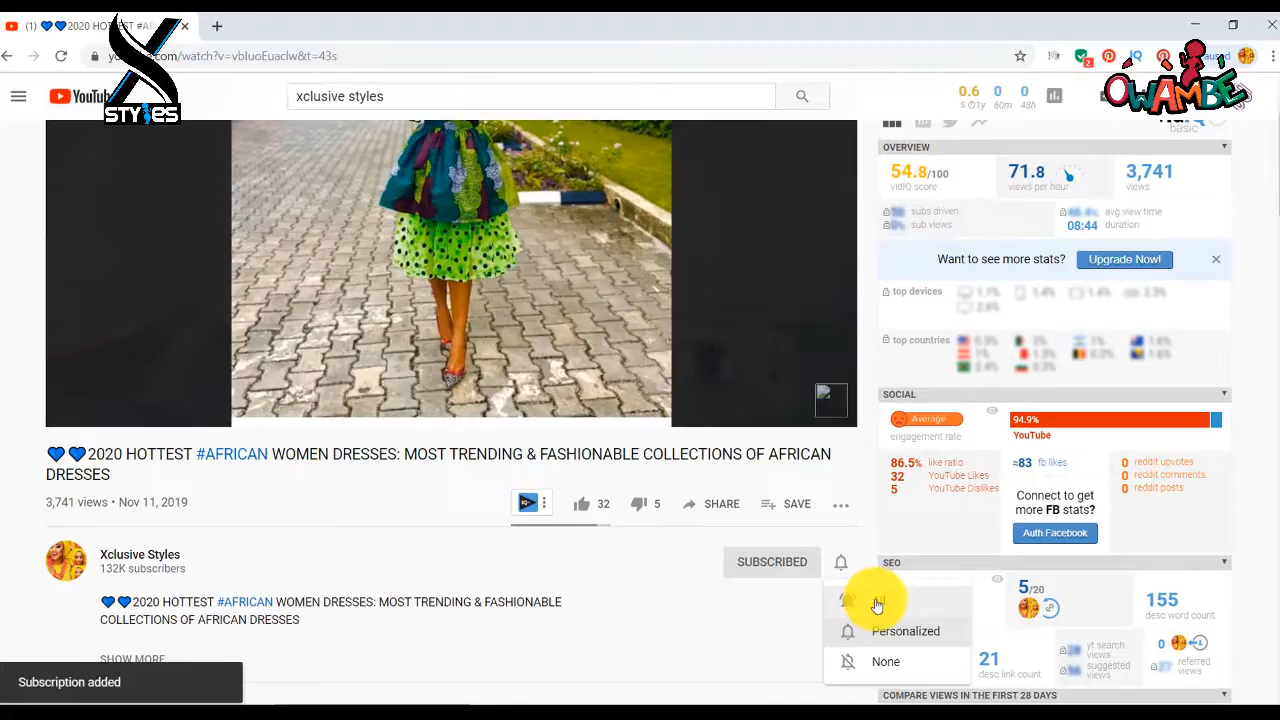 (1) 💙💙2020 HOTTEST #AF
watch?v=vbIuoEuaclw&t=43s
STYLES
OWAMBE
YouTube
xclusive styles
0.6 0 0
1y 60m 48h
basic
OVERVIEW
54.8/100
vidIQ score
71.8
views per hour
3,741
views
subs driven
sub views
avg view time
08:44 duration
Want to see more stats? Upgrade Now!
top devices
top countries
SOCIAL
Average
engagement rate
94.9%
YouTube
86.5% like ratio
32 YouTube Likes
5 YouTube Dislikes
≈83 fb likes
Connect to get
more FB stats?
Auth Facebook
0 reddit upvotes
0 reddit comments
0 reddit posts
💙💙2020 HOTTEST #AFRICAN WOMEN DRESSES: MOST TRENDING & FASHIONABLE COLLECTIONS OF AFRICAN
DRESSES
3,741 views • Nov 11, 2019
32 5 SHARE SAVE
Xclusive Styles
132K subscribers
SUBSCRIBED
💙💙2020 HOTTEST #AFRICAN WOMEN DRESSES: MOST TRENDING & FASHIONABLE
COLLECTIONS OF AFRICAN DRESSES
SHOW MORE
Personalized
None
Subscription added
SEO
5/20
155
desc word count
21
desc link count
yt search
views
suggested
views
0 referred
views
COMPARE VIEWS IN THE FIRST 28 DAYS